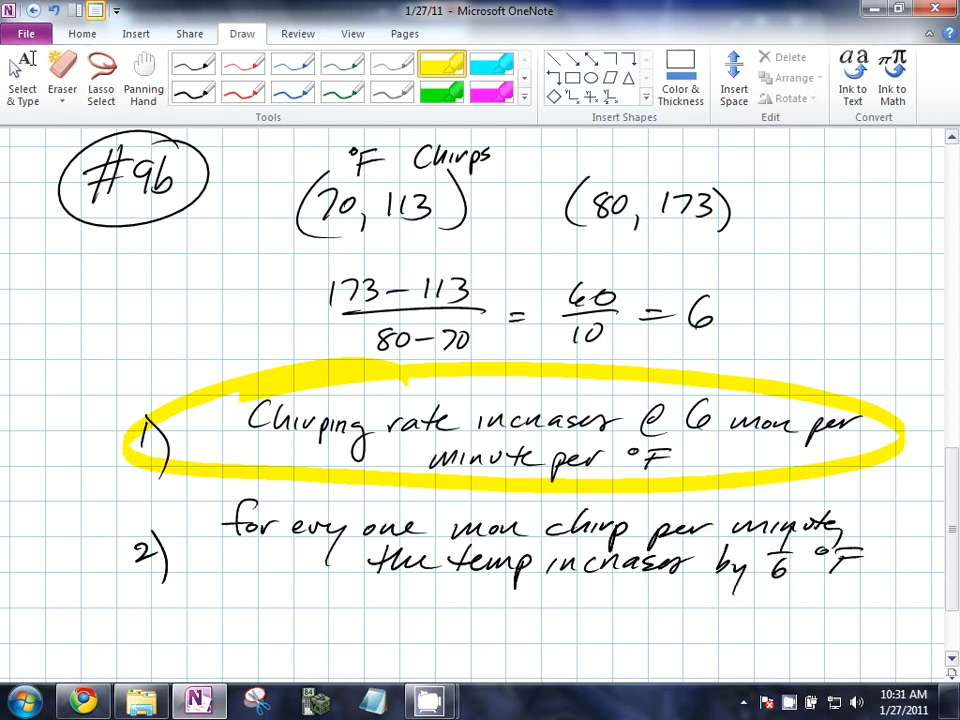 1/27/11 - Microsoft OneNote
File Home Insert Share Draw Review View Pages
Select & Type
Eraser
Lasso Select
Panning Hand
Color & Thickness
Insert Space
Delete
Arrange
Rotate
Ink to Text
Ink to Math
Tools
Insert Shapes
Edit
Convert
#9b
°F Chirps
(70, 113) (80, 173)
173 - 113 / 80 - 70 = 60 / 10 = 6
1) Chirping rate increases @ 6 more per
minute per °F
2) for evry one more chirp per minute,
the temp increases by 1/6 °F
10:31 AM
1/27/2011